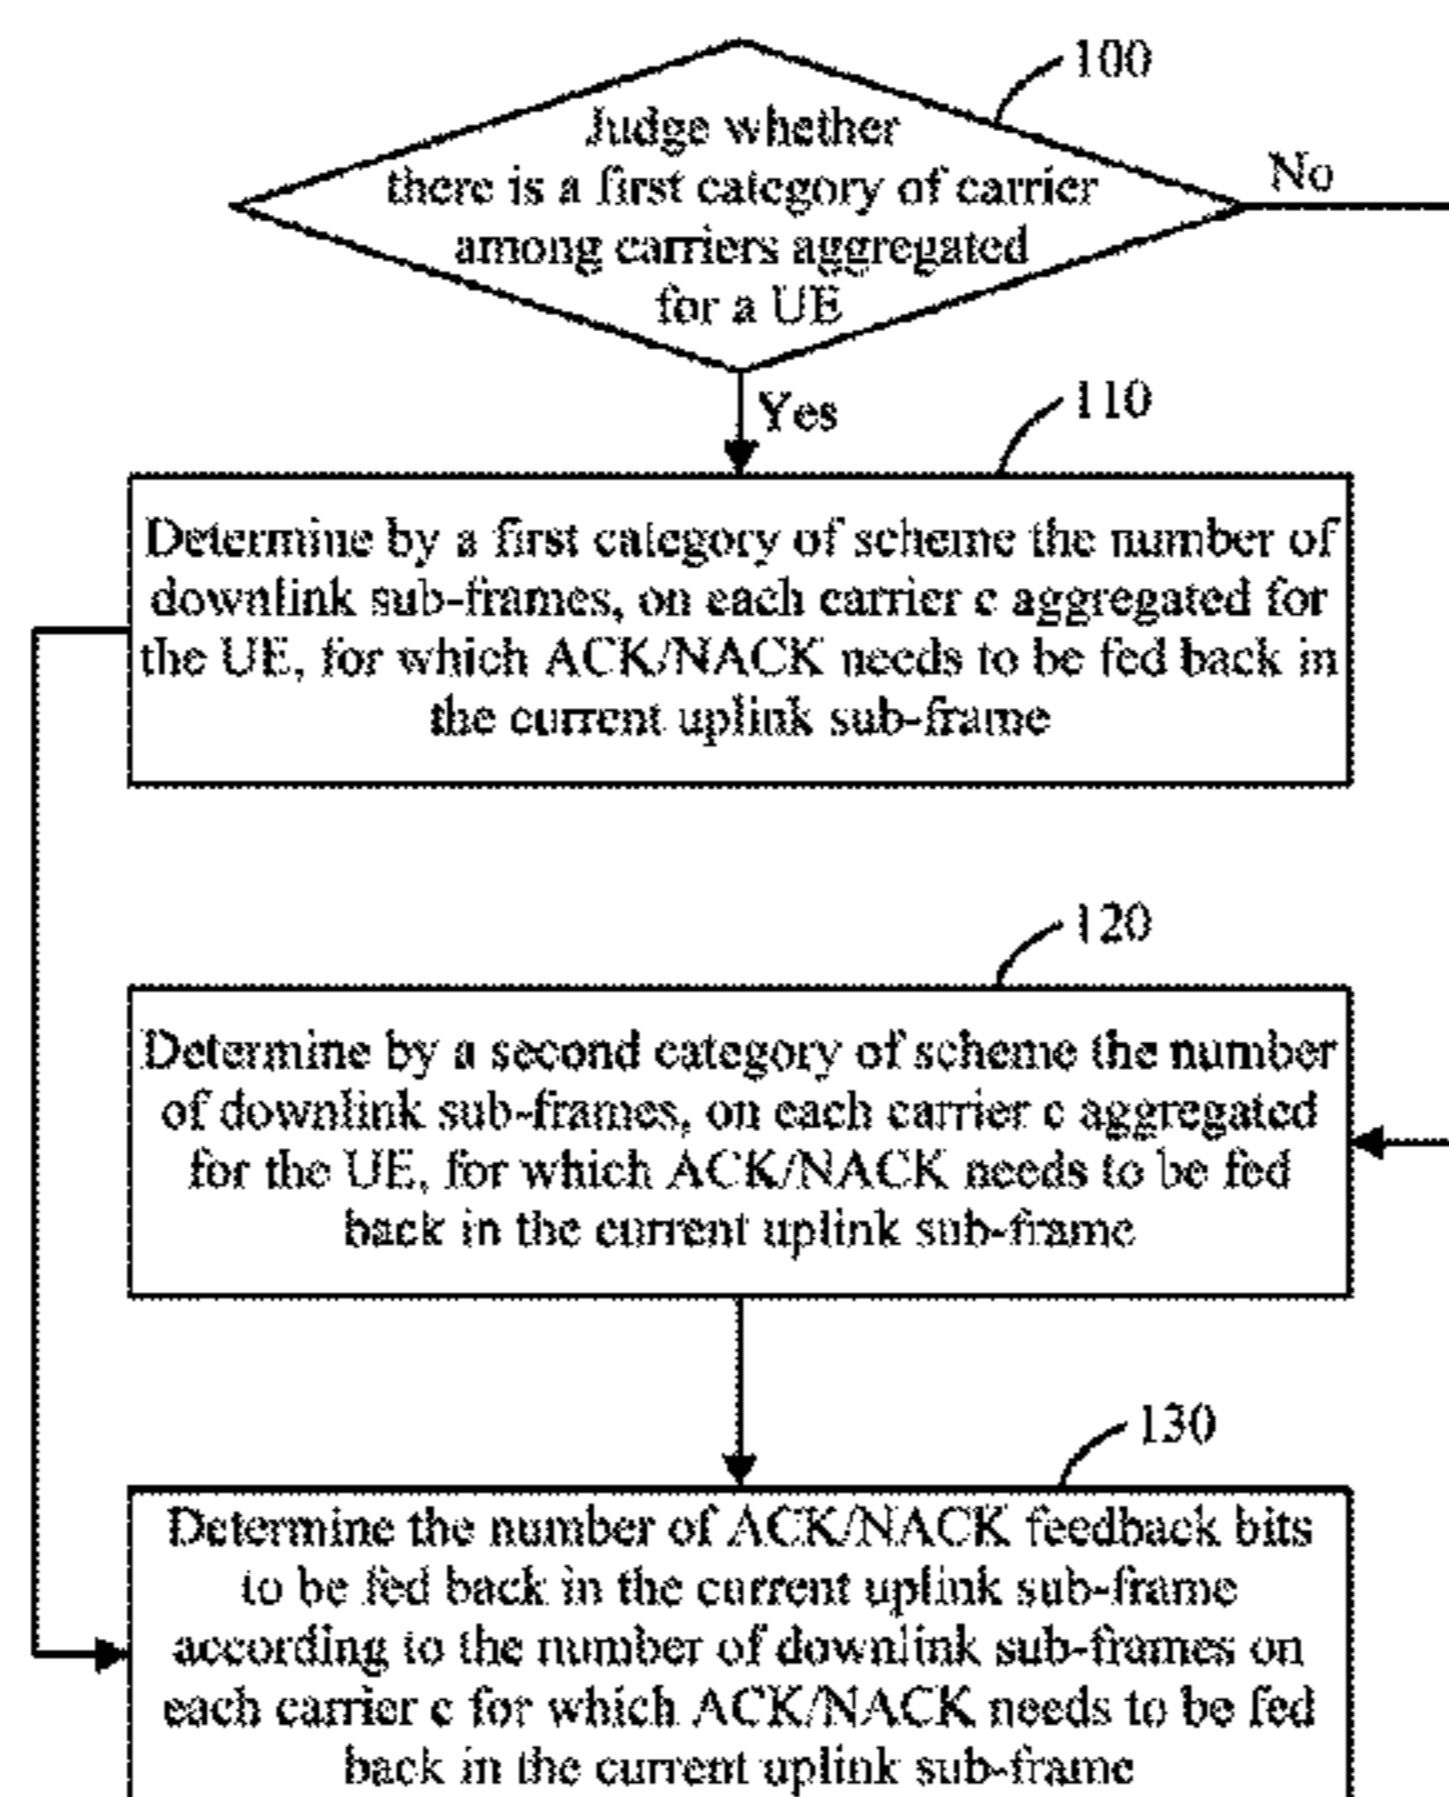 100
Judge whether
there is a first category of carrier
among carriers aggregated
for a UE
No
Yes
110
Determine by a first category of scheme the number of
downlink sub-frames, on each carrier c aggregated for
the UE, for which ACK/NACK needs to be fed back in
the current uplink sub-frame
120
Determine by a second category of scheme the number
of downlink sub-frames, on each carrier c aggregated
for the UE, for which ACK/NACK needs to be fed
back in the current uplink sub-frame
130
Determine the number of ACK/NACK feedback bits
to be fed back in the current uplink sub-frame
according to the number of downlink sub-frames on
each carrier c for which ACK/NACK needs to be fed
back in the current uplink sub-frame